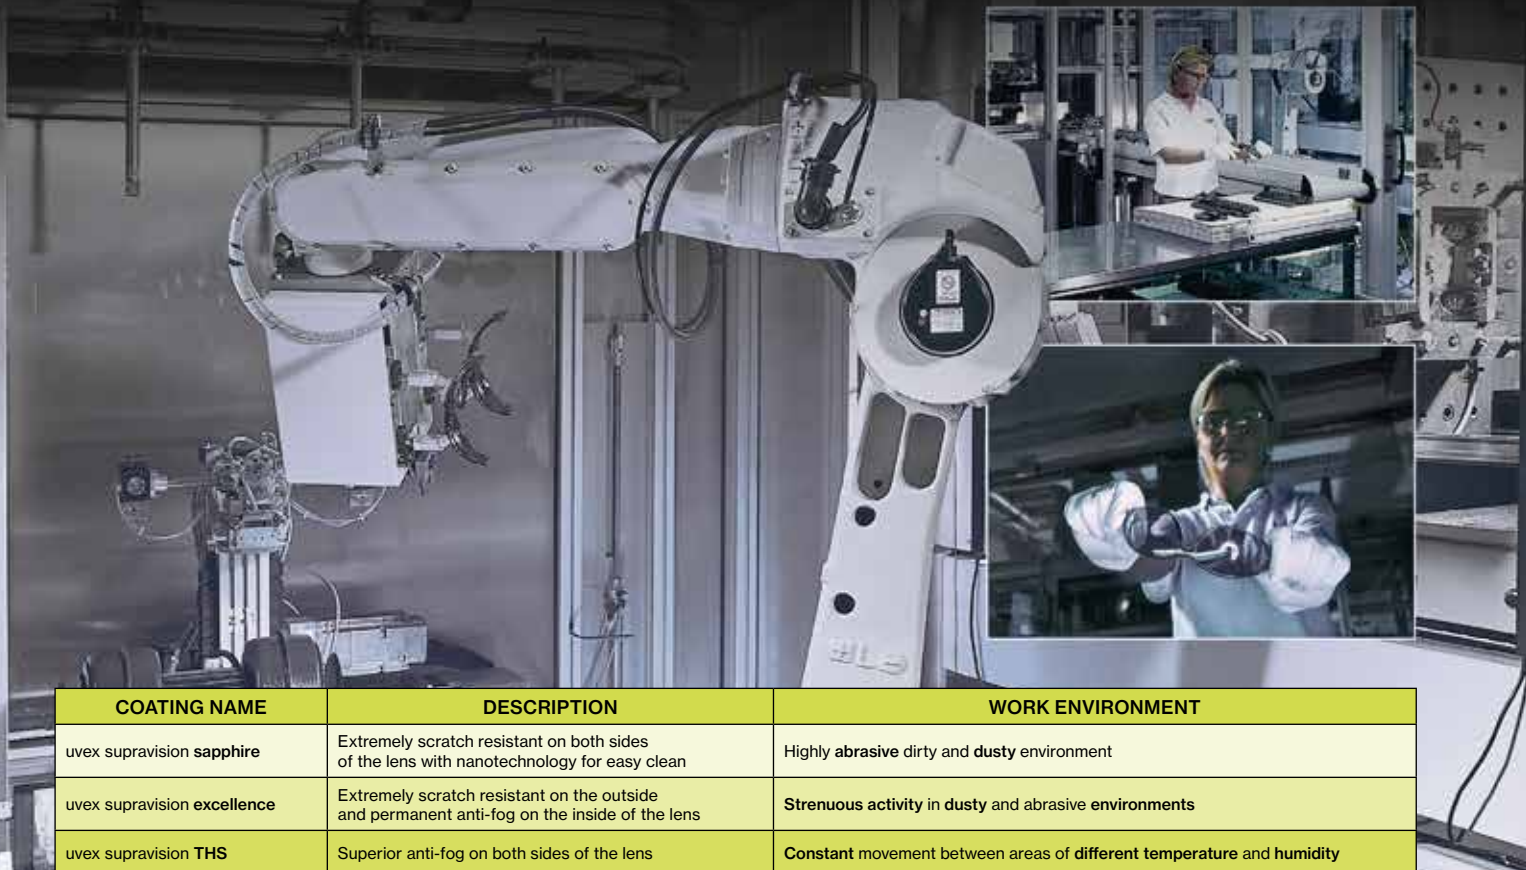 COATING NAME DESCRIPTION WORK ENVIRONMENT
uvex supravision sapphire
Extremely scratch resistant on both sides
of the lens with nanotechnology for easy clean
Highly abrasive dirty and dusty environment
uvex supravision excellence
Extremely scratch resistant on the outside
and permanent anti-fog on the inside of the lens
Strenuous activity in dusty and abrasive environments
uvex supravision THS
Superior anti-fog on both sides of the lens
Constant movement between areas of different temperature and humidity